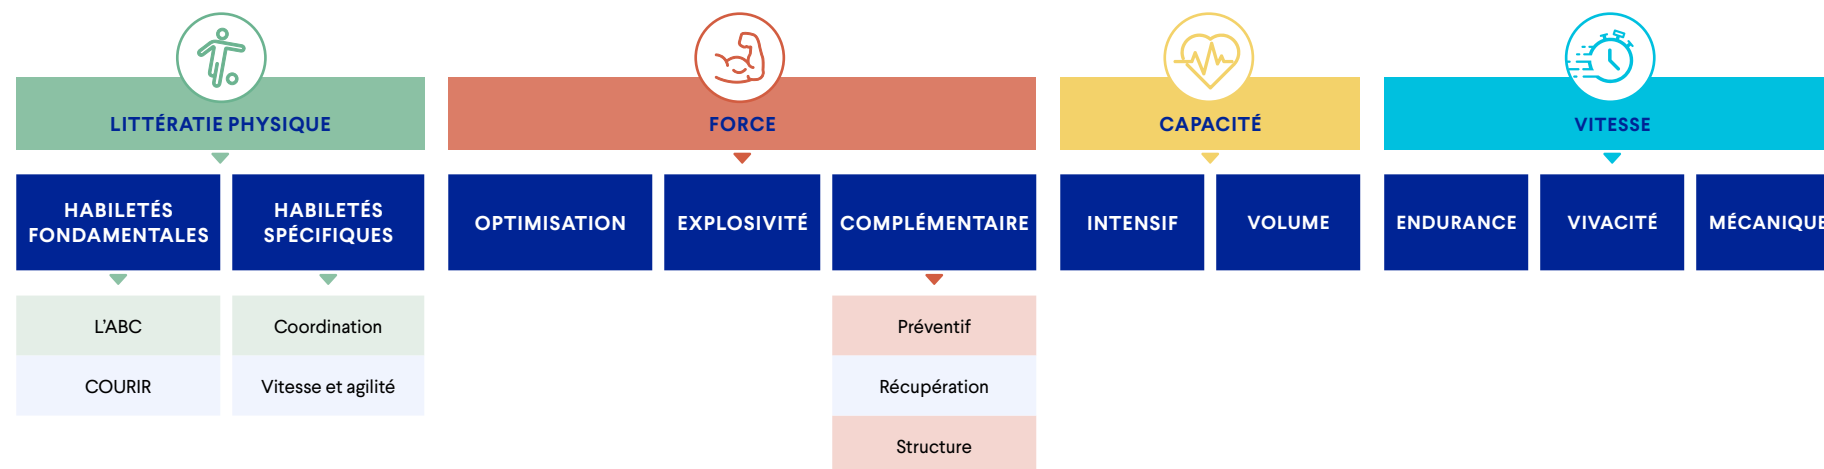 LITTÉRATIE PHYSIQUE
FORCE
CAPACITÉ
VITESSE
HABILETÉS
FONDAMENTALES
HABILETÉS
SPÉCIFIQUES
OPTIMISATION
EXPLOSIVITÉ
COMPLÉMENTAIRE
INTENSIF
VOLUME
ENDURANCE
VIVACITÉ
MÉCANIQUE
L'ABC
Coordination
Préventif
COURIR
Vitesse et agilité
Récupération
Structure